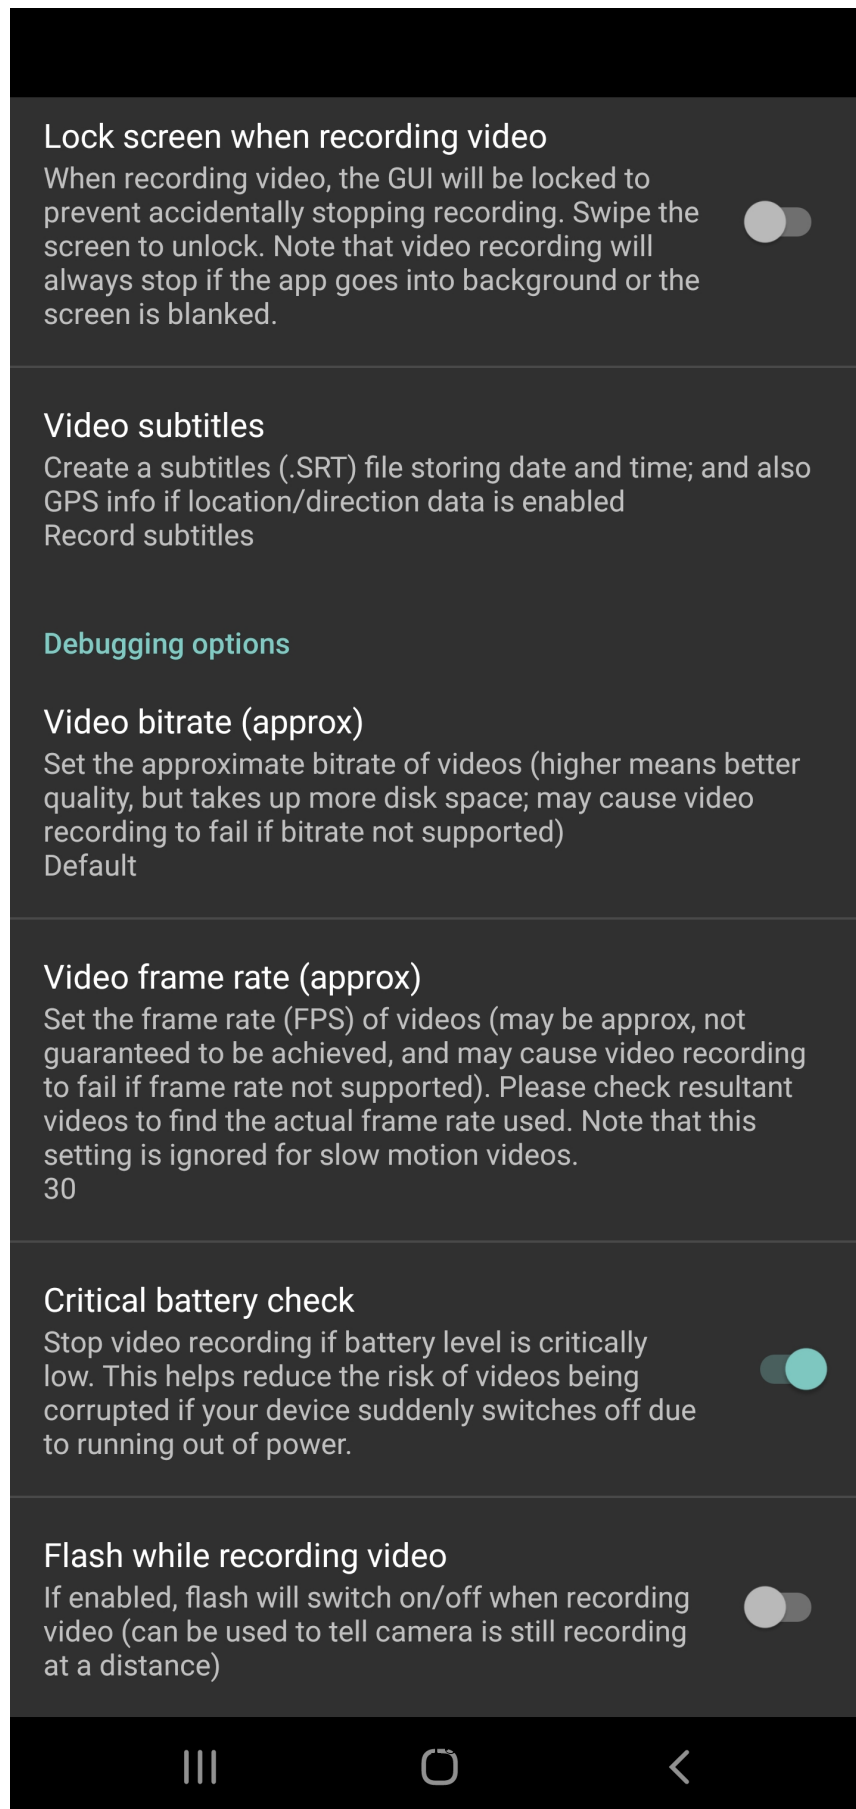 Lock screen when recording video
When recording video, the GUI will be locked to
prevent accidentally stopping recording. Swipe the
screen to unlock. Note that video recording will
always stop if the app goes into background or the
screen is blanked.
Video subtitles
Create a subtitles (.SRT) file storing date and time; and also
GPS info if location/direction data is enabled
Record subtitles
Debugging options
Video bitrate (approx)
Set the approximate bitrate of videos (higher means better
quality, but takes up more disk space; may cause video
recording to fail if bitrate not supported)
Default
Video frame rate (approx)
Set the frame rate (FPS) of videos (may be approx, not
guaranteed to be achieved, and may cause video recording
to fail if frame rate not supported). Please check resultant
videos to find the actual frame rate used. Note that this
setting is ignored for slow motion videos.
30
Critical battery check
Stop video recording if battery level is critically
low. This helps reduce the risk of videos being
corrupted if your device suddenly switches off due
to running out of power.
Flash while recording video
If enabled, flash will switch on/off when recording
video (can be used to tell camera is still recording
at a distance)